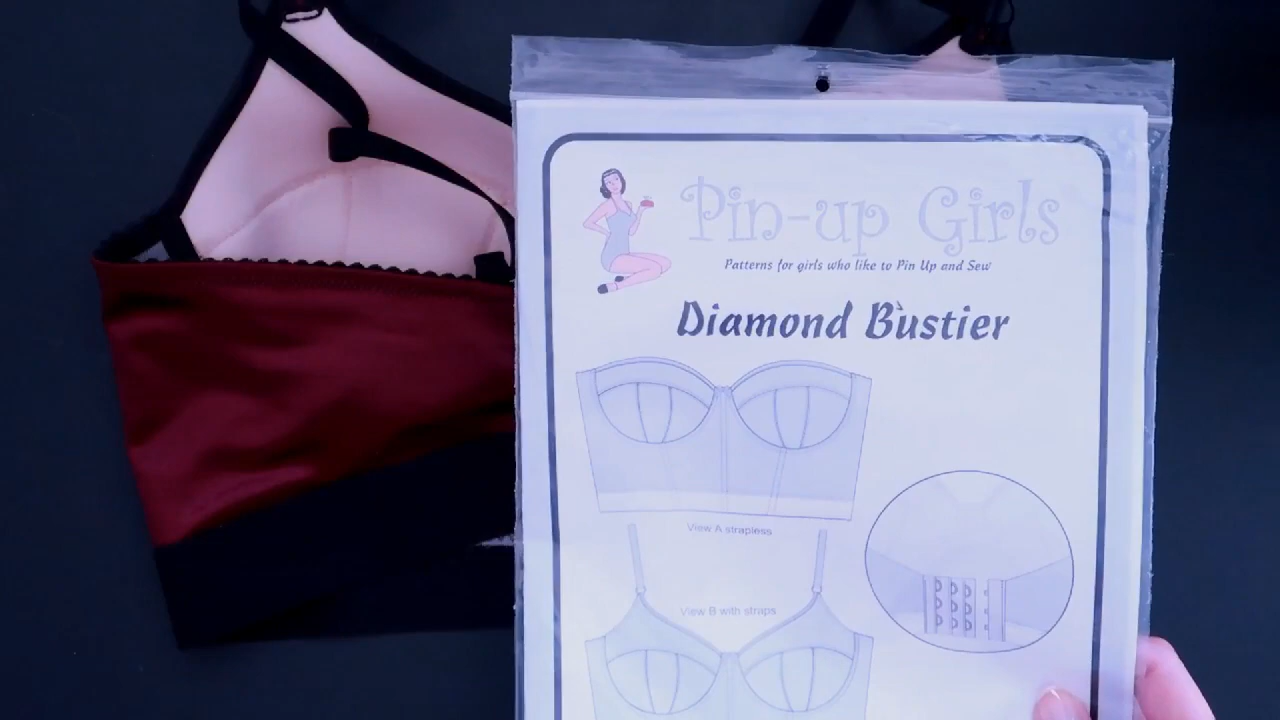 Pin-up Girls
Patterns for girls who like to Pin Up and Sew
Diamond Bustier
View A strapless
View B with straps